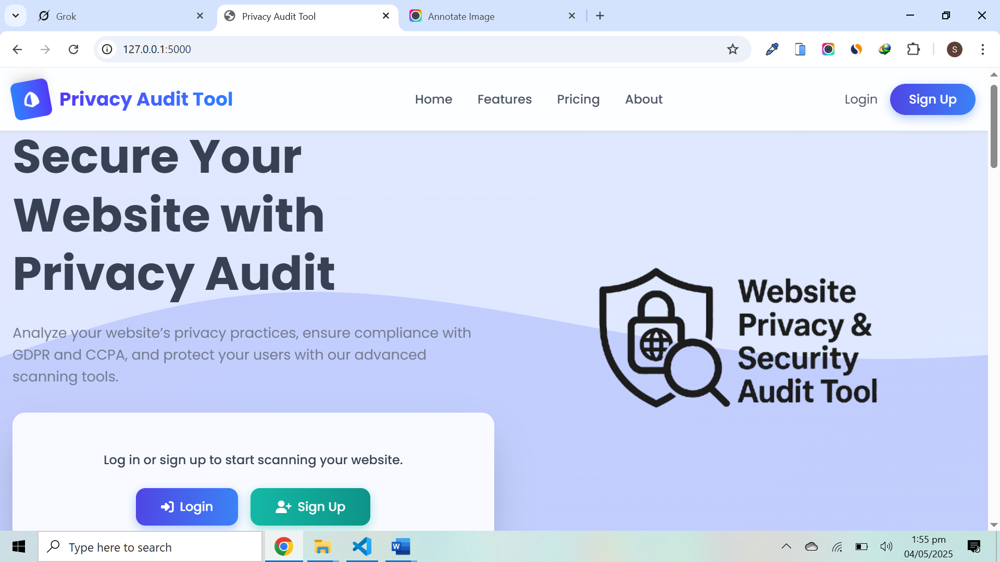 Grok
Privacy Audit Tool
Annotate Image
127.0.0.1:5000
S
Privacy Audit Tool
Home
Features
Pricing
About
Login
Sign Up
Secure Your
Website with
Privacy Audit
Analyze your website’s privacy practices, ensure compliance with
GDPR and CCPA, and protect your users with our advanced
scanning tools.
Website
Privacy &
Security
Audit Tool
Log in or sign up to start scanning your website.
Login
Sign Up
Type here to search
W
1:55 pm
04/05/2025